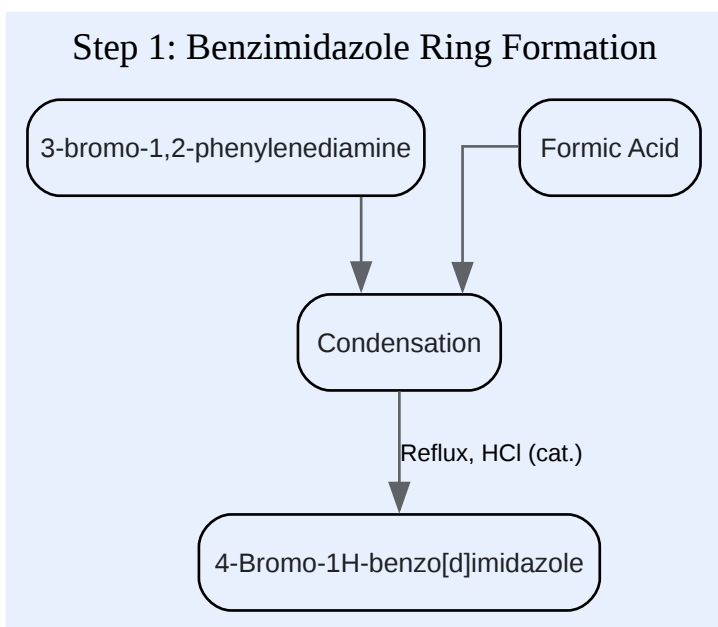 Step 1: Benzimidazole Ring Formation
3-bromo-1,2-phenylenediamine
Formic Acid
Condensation
Reflux, HCl (cat.)
4-Bromo-1H-benzo[d]imidazole